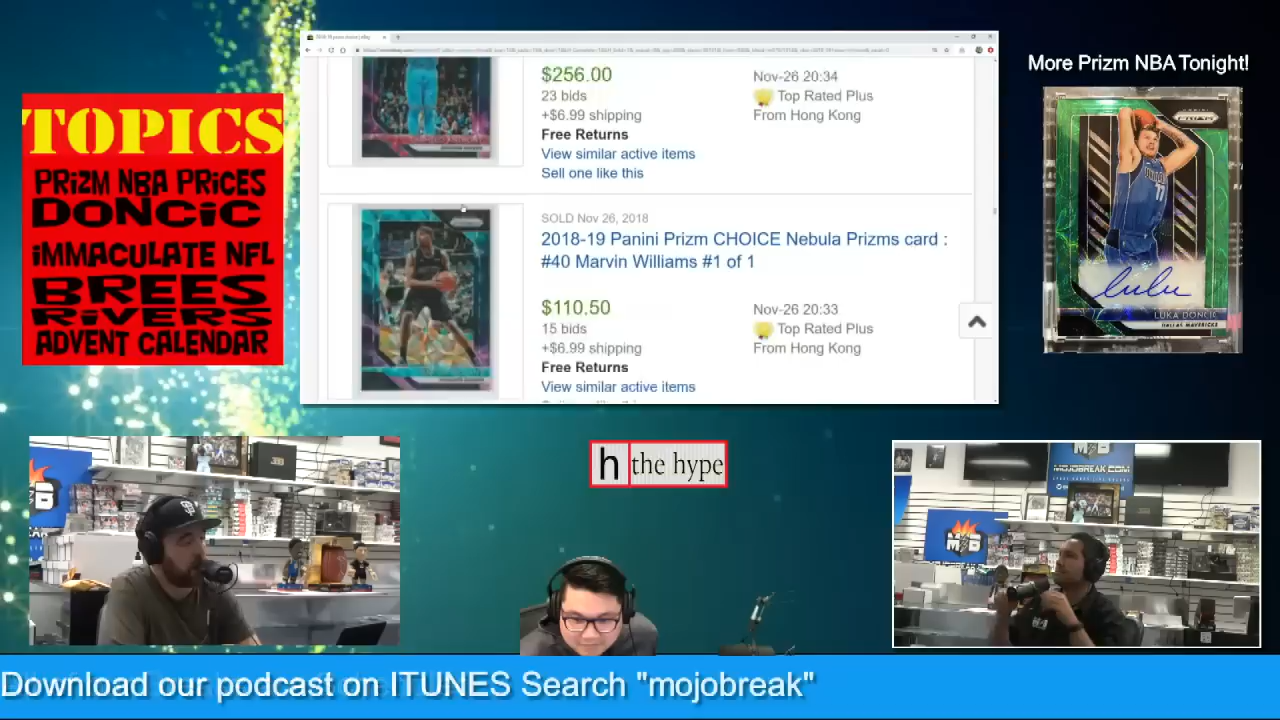 TOPICS
PRIZM NBA PRICES
DONCIC
IMMACULATE NFL
BREES
RIVERS
ADVENT CALENDAR
$256.00
23 bids
+$6.99 shipping
Free Returns
View similar active items
Sell one like this
Nov-26 20:34
Top Rated Plus
From Hong Kong
SOLD Nov 26, 2018
2018-19 Panini Prizm CHOICE Nebula Prizms card :
#40 Marvin Williams #1 of 1
$110.50
15 bids
+$6.99 shipping
Free Returns
View similar active items
Nov-26 20:33
Top Rated Plus
From Hong Kong
More Prizm NBA Tonight!
PRIZM
11
LUKA DONCIC
DALLAS MAVERICKS
h the hype
MOJOBREAK.COM
Download our podcast on ITUNES Search "mojobreak"